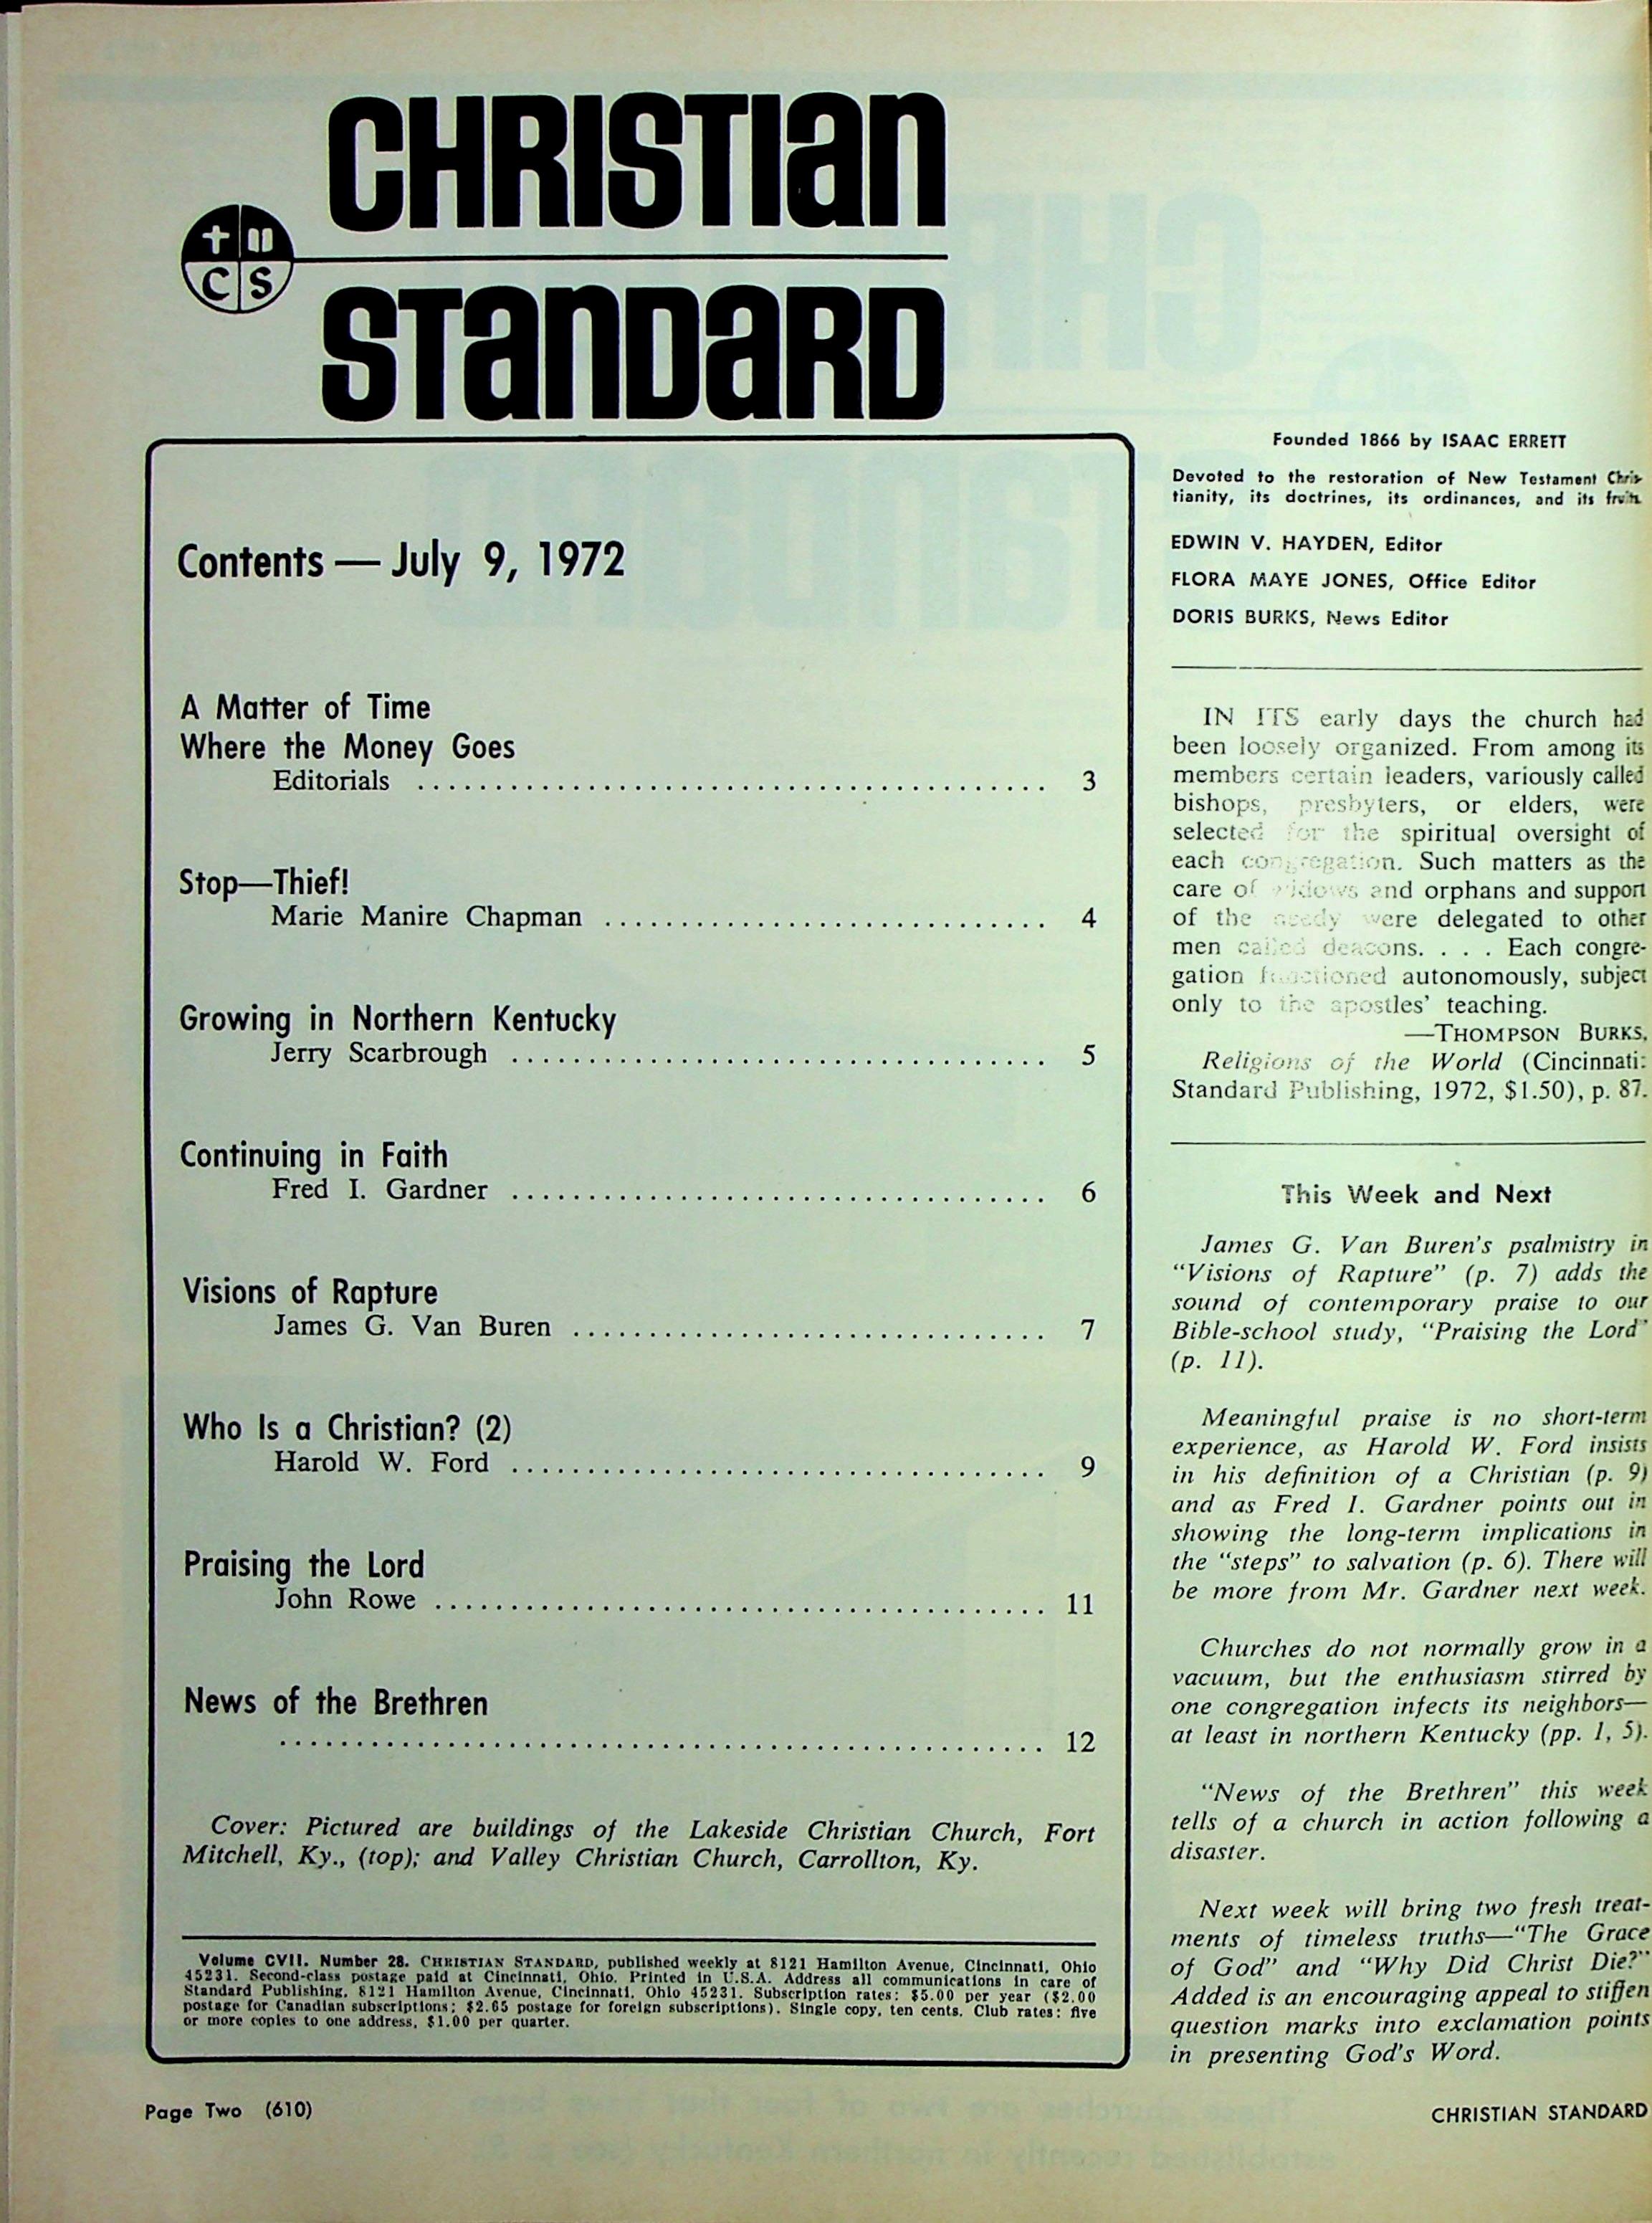 CHRISTIAN
STANDARD
C S
Contents — July 9, 1972
A Matter of Time
Where the Money Goes
Editorials ........................................ 3
Stop—Thief!
Marie Manire Chapman ............................ 4
Growing in Northern Kentucky
Jerry Scarbrough .................................. 5
Continuing in Faith
Fred I. Gardner .................................. 6
Visions of Rapture
James G. Van Buren .............................. 7
Who Is a Christian? (2)
Harold W. Ford .................................. 9
Praising the Lord
John Rowe ....................................... 11
News of the Brethren
................................................. 12
Cover: Pictured are buildings of the Lakeside Christian Church, Fort
Mitchell, Ky., (top); and Valley Christian Church, Carrollton, Ky.
Volume CVII. Number 28. CHRISTIAN STANDARD, published weekly at 8121 Hamilton Avenue, Cincinnati, Ohio
45231. Second-class postage paid at Cincinnati, Ohio. Printed in U.S.A. Address all communications in care of
Standard Publishing, 8121 Hamilton Avenue, Cincinnati, Ohio 45231. Subscription rates: $5.00 per year ($2.00
postage for Canadian subscriptions; $2.65 postage for foreign subscriptions). Single copy, ten cents. Club rates: five
or more copies to one address, $1.00 per quarter.
Founded 1866 by ISAAC ERRETT
Devoted to the restoration of New Testament Chris-
tianity, its doctrines, its ordinances, and its fruits.
EDWIN V. HAYDEN, Editor
FLORA MAYE JONES, Office Editor
DORIS BURKS, News Editor
IN ITS early days the church had
been loosely organized. From among its
members certain leaders, variously called
bishops, presbyters, or elders, were
selected for the spiritual oversight of
each congregation. Such matters as the
care of widows and orphans and support
of the needy were delegated to other
men called deacons. . . . Each congre-
gation functioned autonomously, subject
only to the apostles' teaching.
—THOMPSON BURKS,
Religions of the World (Cincinnati:
Standard Publishing, 1972, $1.50), p. 87.
This Week and Next
James G. Van Buren's psalmistry in
"Visions of Rapture" (p. 7) adds the
sound of contemporary praise to our
Bible-school study, "Praising the Lord"
(p. 11).
Meaningful praise is no short-term
experience, as Harold W. Ford insists
in his definition of a Christian (p. 9)
and as Fred I. Gardner points out in
showing the long-term implications in
the "steps" to salvation (p. 6). There will
be more from Mr. Gardner next week.
Churches do not normally grow in a
vacuum, but the enthusiasm stirred by
one congregation infects its neighbors—
at least in northern Kentucky (pp. 1, 5).
"News of the Brethren" this week
tells of a church in action following a
disaster.
Next week will bring two fresh treat-
ments of timeless truths—"The Grace
of God" and "Why Did Christ Die?"
Added is an encouraging appeal to stiffen
question marks into exclamation points
in presenting God's Word.
Page Two (610)
CHRISTIAN STANDARD